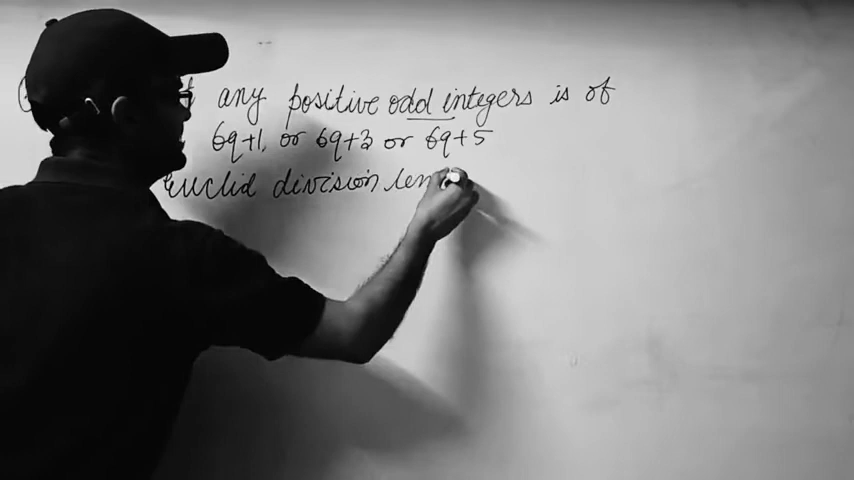 any positive odd integers is of
6q+1, or 6q+3 or 6q+5
Euclid division lem